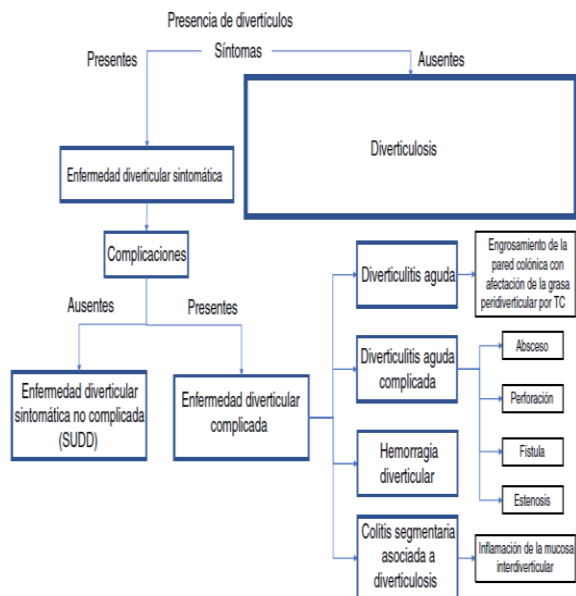 Presencia de divertículos
Síntomas
Presentes
Ausentes
Diverticulosis
Enfermedad diverticular sintomática
Complicaciones
Ausentes
Presentes
Enfermedad diverticular
sintomática no complicada
(SUDD)
Enfermedad diverticular
complicada
Diverticulitis aguda
Engrosamiento de la
pared colónica con
afectación de la grasa
peridiverticular por TC
Diverticulitis aguda
complicada
Absceso
Perforación
Fístula
Estenosis
Hemorragia
diverticular
Colitis segmentaria
asociada a
diverticulosis
Inflamación de la mucosa
interdiverticular